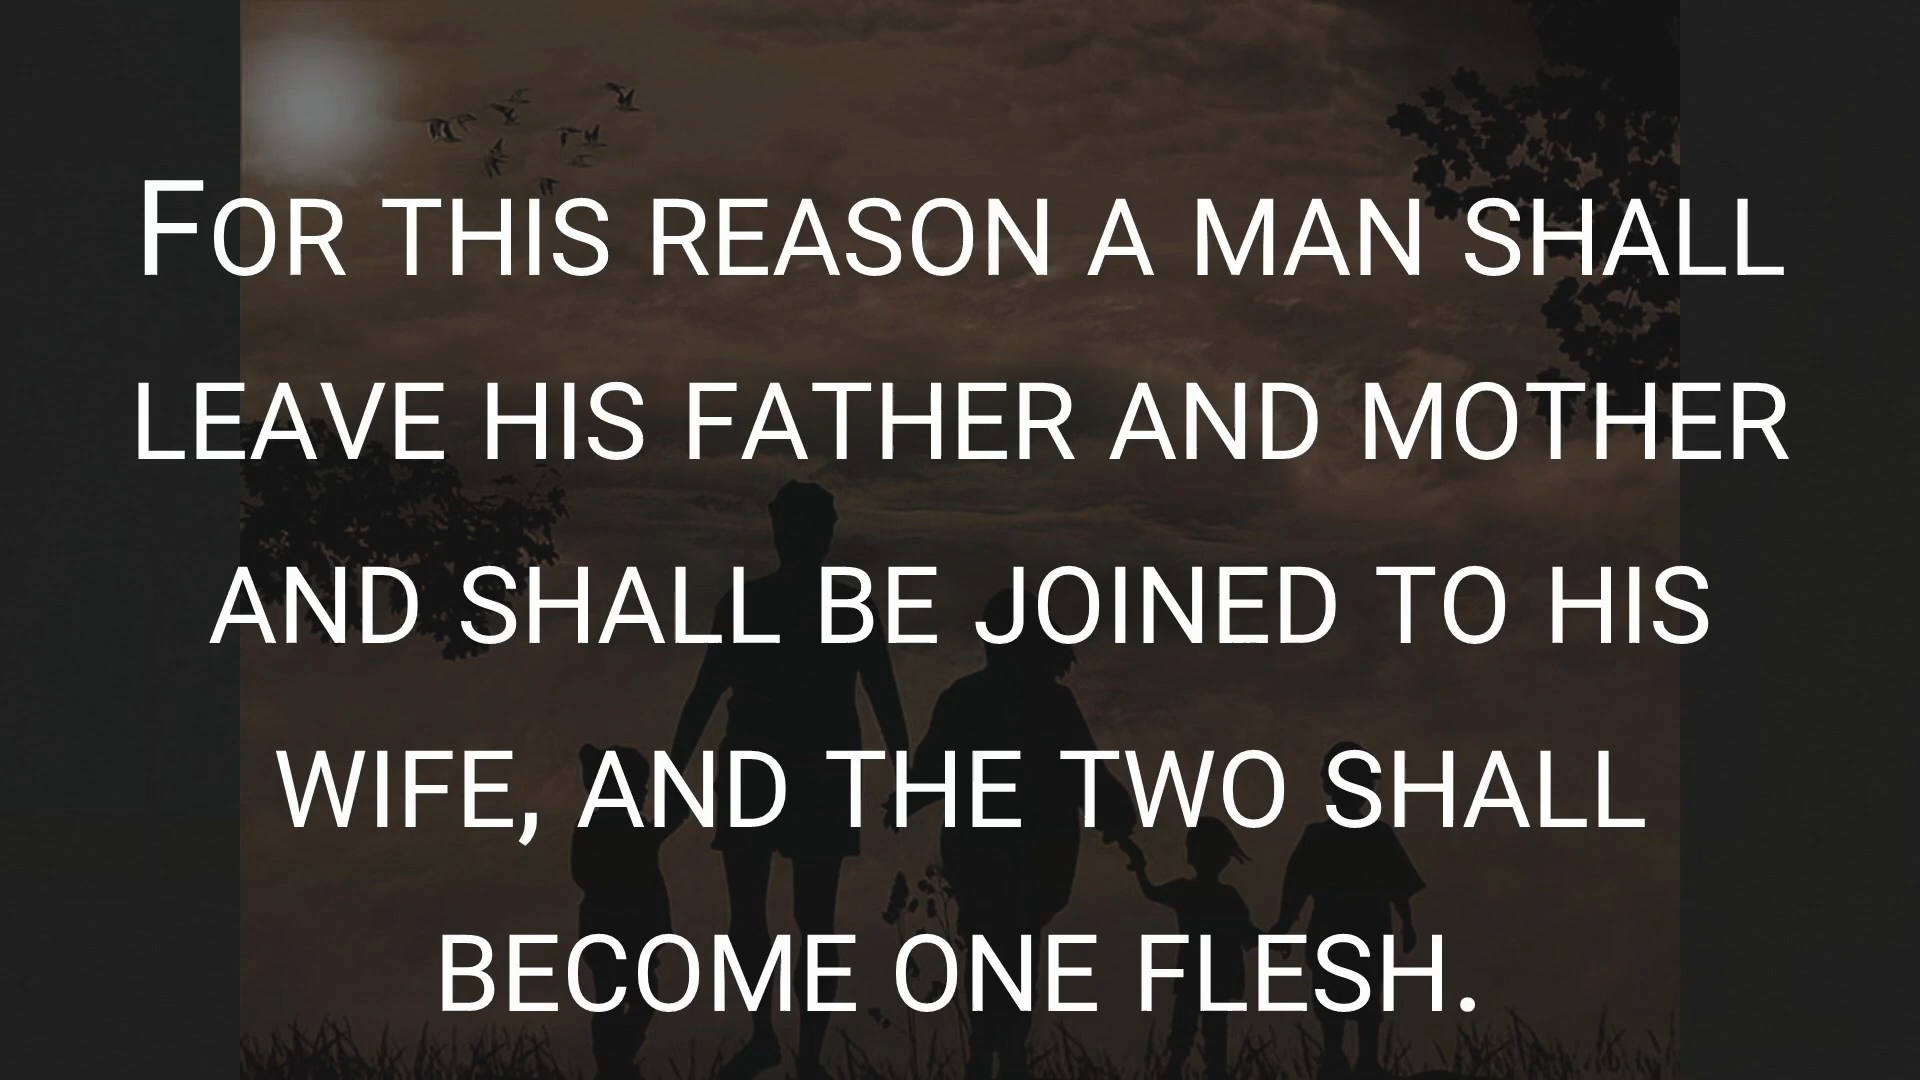 For this reason a man shall
leave his father and mother
and shall be joined to his
wife, and the two shall
become one flesh.